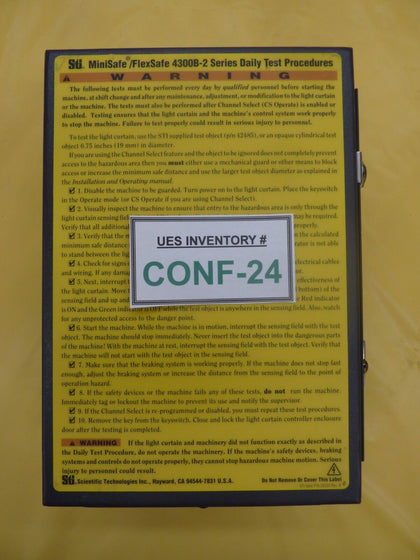 STI MiniSafe/FlexSafe 4300B-2 Series Daily Test Procedures
WARNING
The following tests must be performed every day by qualified personnel before starting the
machine, at shift change and after any maintenance, adjustment, or modification to the light curtain
or the machine. The tests must also be performed after Channel Select (CS Operate) is enabled or
disabled. Testing ensures that the light curtain and the machine's control system work properly
to stop the machine. Failure to test properly could result in serious injury to personnel.
To test the light curtain, use the STI supplied test object (p/n 42485), or an opaque cylindrical test
object 0.75 inches (19 mm) in diameter.
If you are using the Channel Select feature and the object to be ignored does not completely prevent
access to the hazardous area then you must either use a mechanical guard or other means to block
access or increase the minimum safe distance and use the larger test object diameter as explained in
the Installation and Operating manual.
☑ 1. Disable the machine to be guarded. Turn power on to the light curtain. Place the keyswitch
in the Operate mode (or CS Operate if you are using Channel Select).
☑ 2. Visually inspect the machine to ensure that entry to the hazardous area is only through the
light curtain sensing field may be required.
Verify that all additional
☑ 3. Verify that the the calculated
minimum safe distance is not able
to stand between the light
☑ 4. Check for signs electrical cables
and wiring. If any damage
☑ 5. Next, interrupt effectiveness of
the light curtain. Move bottom) of the
sensing field and up and Red indicator
is ON and the Green indicator is OFF while the test object is anywhere in the sensing field. Also, watch
for any unprotected access to the danger point.
☑ 6. Start the machine. While the machine is in motion, interrupt the sensing field with the test
object. The machine should stop immediately. Never insert the test object into the dangerous parts
of the machine! With the machine at rest, interrupt the sensing field with the test object. Verify that
the machine will not start with the test object in the sensing field.
☑ 7. Make sure that the braking system is working properly. If the machine does not stop fast
enough, adjust the braking system or increase the distance from the sensing field to the point of
operation hazard.
☑ 8. If the safety devices or the machine fails any of these tests, do not run the machine.
Immediately tag or lockout the machine to prevent its use and notify the supervisor.
☑ 9. If the Channel Select is re-programmed or disabled, you must repeat these test procedures.
☑ 10. Remove the key from the keyswitch. Close and lock the light curtain controller enclosure
door after the testing is completed.
UES INVENTORY #
CONF-24
WARNING If the light curtain and machinery did not function exactly as described in
the Daily Test Procedure, do not operate the machinery. If the machine's safety devices, braking
systems and controls do not operate properly, they cannot stop hazardous machine motion. Serious
injury to personnel could result.
STI Scientific Technologies Inc., Hayward, CA 94544-7831 U.S.A. Do Not Remove Or Cover This Label